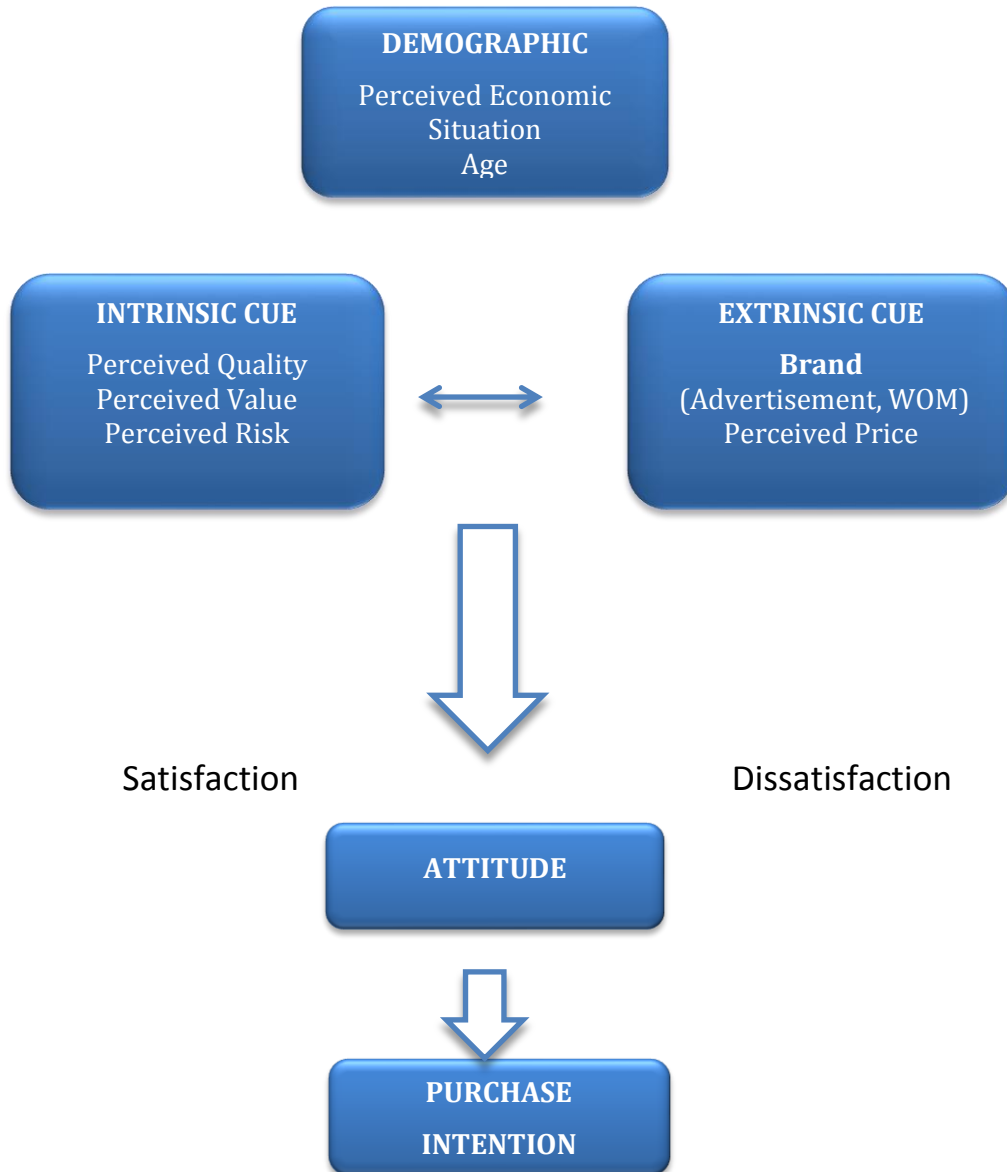 DEMOGRAPHIC
Perceived Economic
Situation
Age
INTRINSIC CUE
Perceived Quality
Perceived Value
Perceived Risk
EXTRINSIC CUE
Brand
(Advertisement, WOM)
Perceived Price
Satisfaction
Dissatisfaction
ATTITUDE
PURCHASE
INTENTION